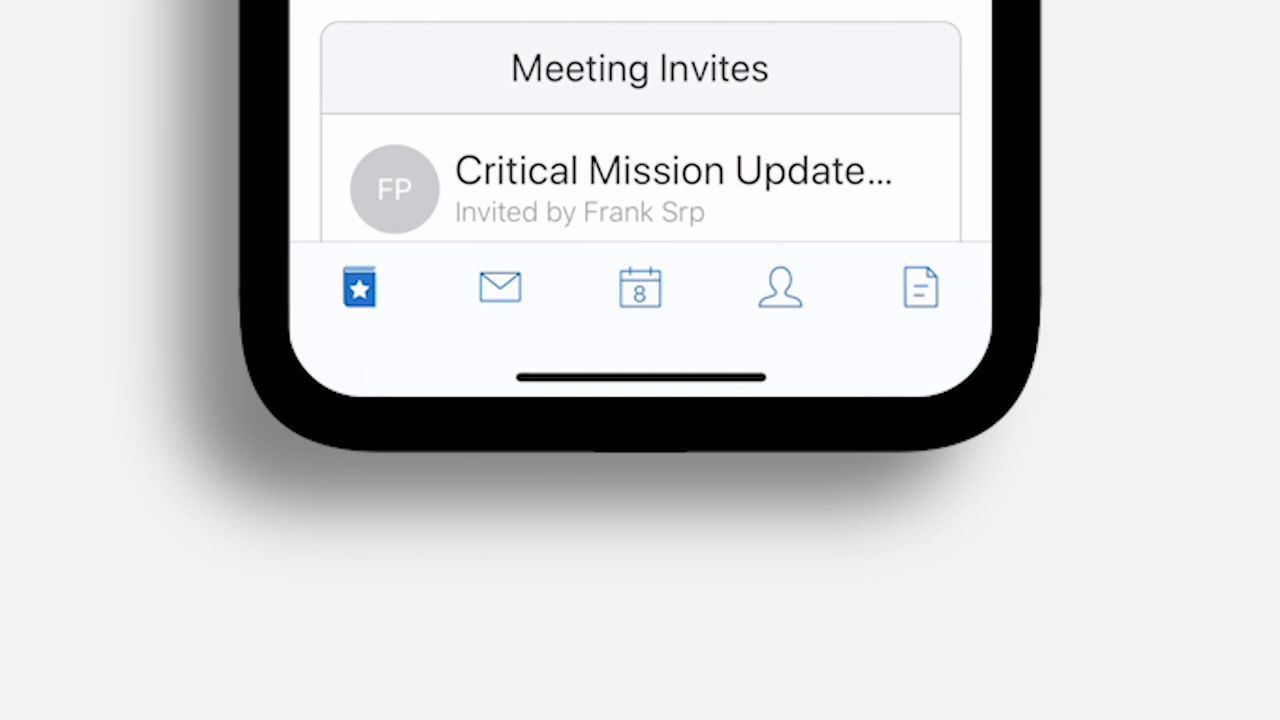 Meeting Invites
FP
Critical Mission Update...
Invited by Frank Srp
8